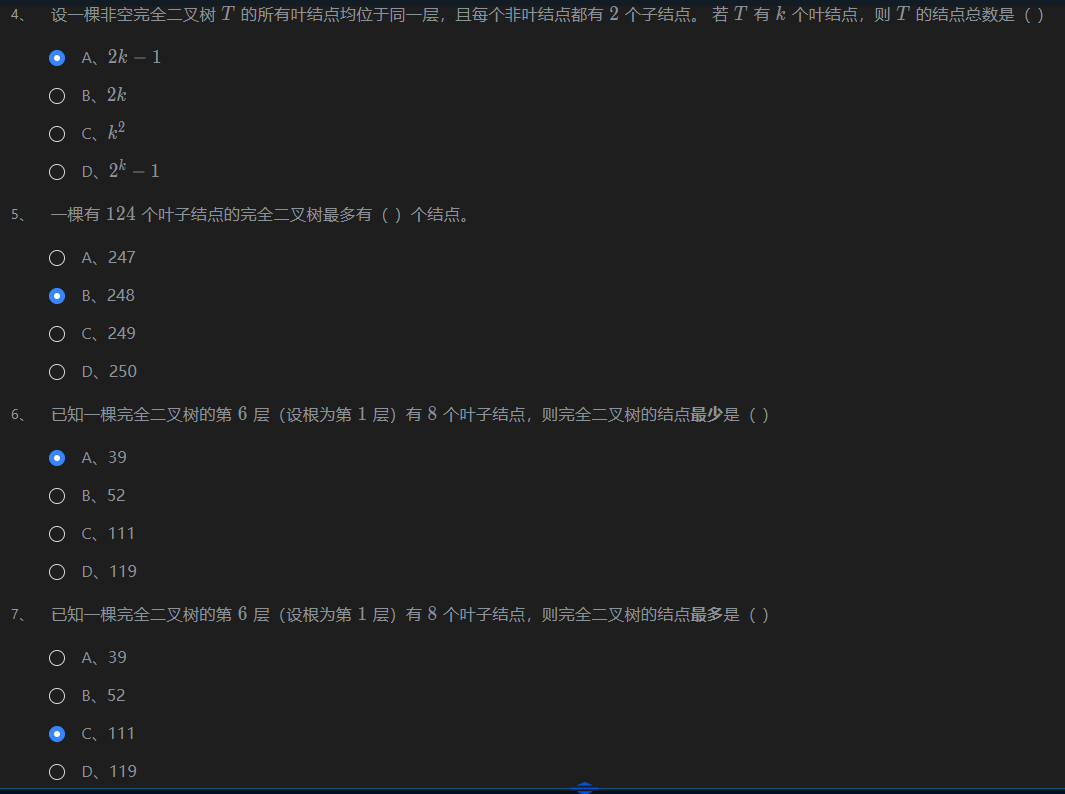 4、 设一棵非空完全二叉树 T 的所有叶结点均位于同一层，且每个非叶结点都有 2 个子结点。 若 T 有 k 个叶结点，则 T 的结点总数是（ ）
A、2k − 1
B、2k
C、k²
D、2ᵏ − 1
5、 一棵有 124 个叶子结点的完全二叉树最多有（ ）个结点。
A、247
B、248
C、249
D、250
6、 已知一棵完全二叉树的第 6 层（设根为第 1 层）有 8 个叶子结点，则完全二叉树的结点最少是（ ）
A、39
B、52
C、111
D、119
7、 已知一棵完全二叉树的第 6 层（设根为第 1 层）有 8 个叶子结点，则完全二叉树的结点最多是（ ）
A、39
B、52
C、111
D、119